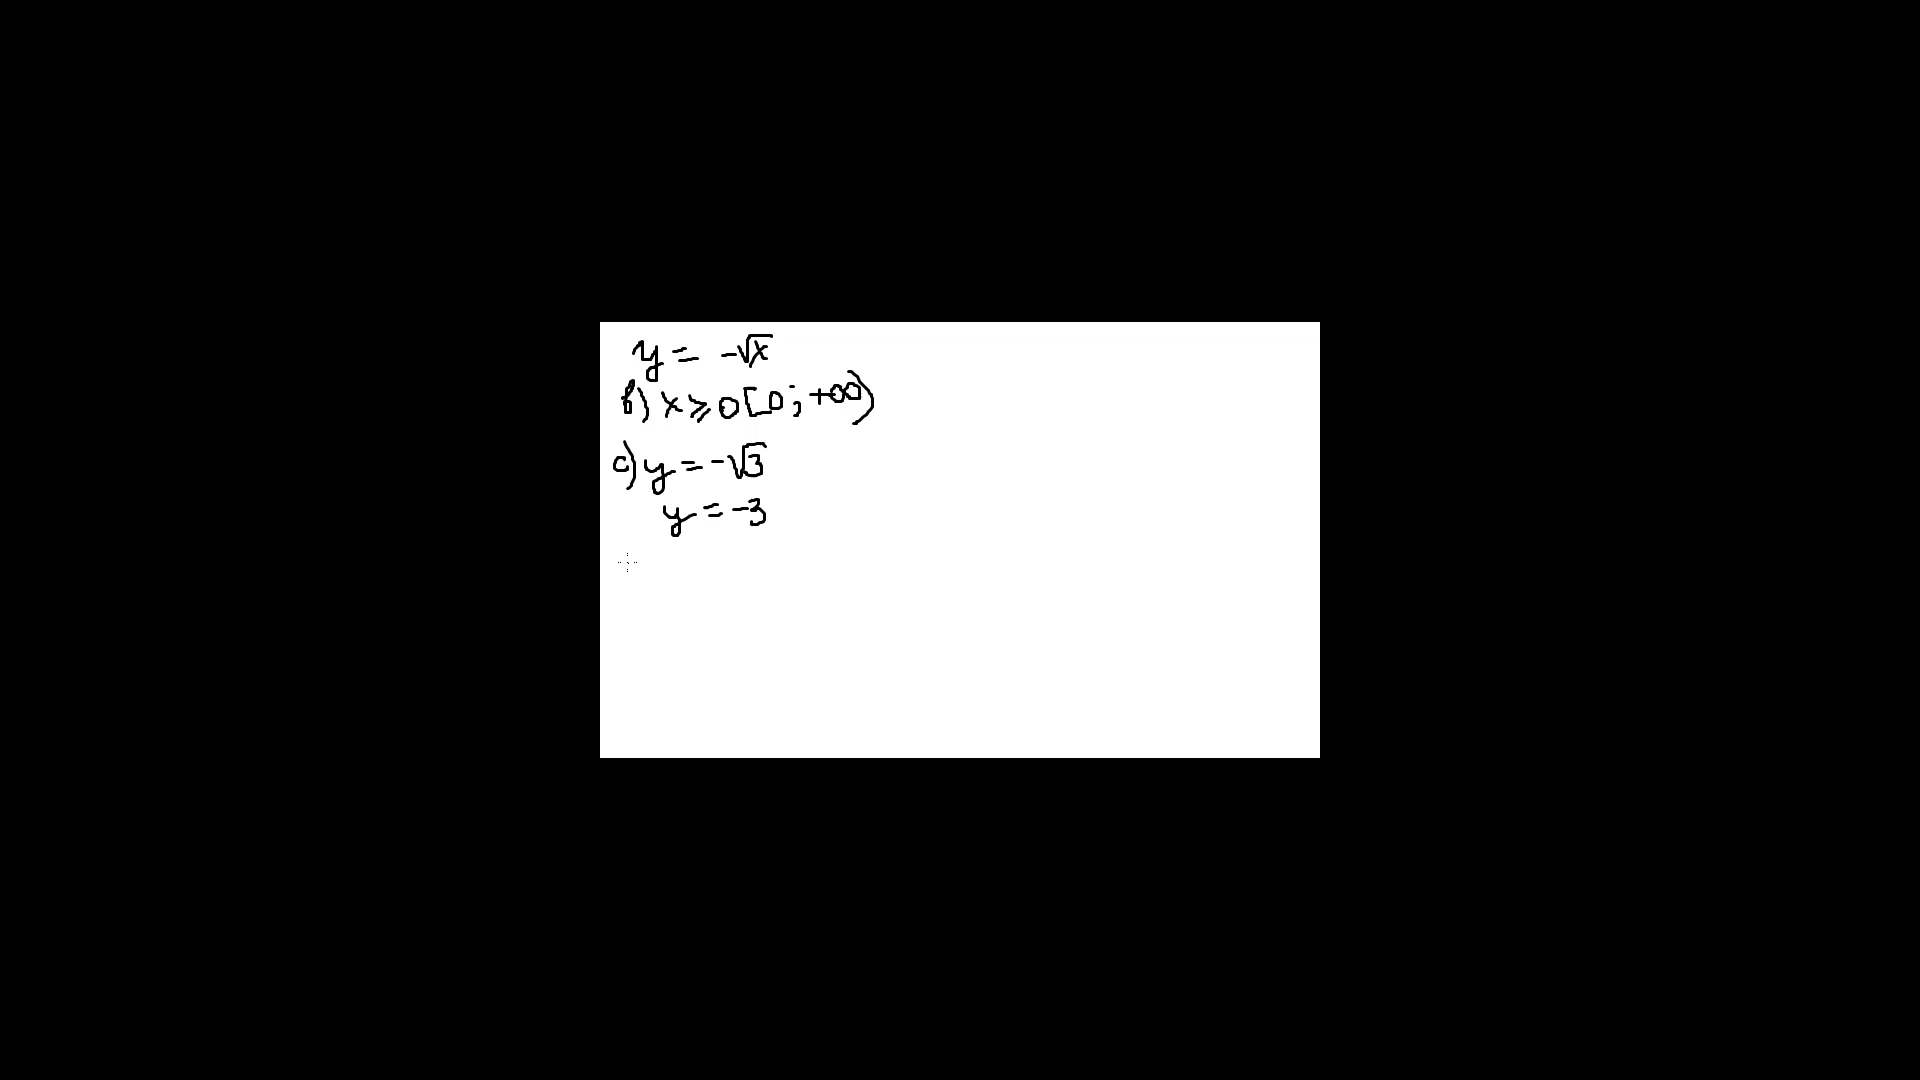 y = -√x
b) x ⩾ 0 [0; +∞)
c) y = -√3
y = -3